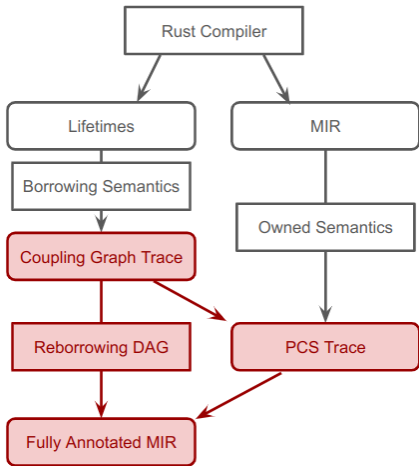 Rust Compiler
Lifetimes
MIR
Borrowing Semantics
Owned Semantics
Coupling Graph Trace
Reborrowing DAG
PCS Trace
Fully Annotated MIR